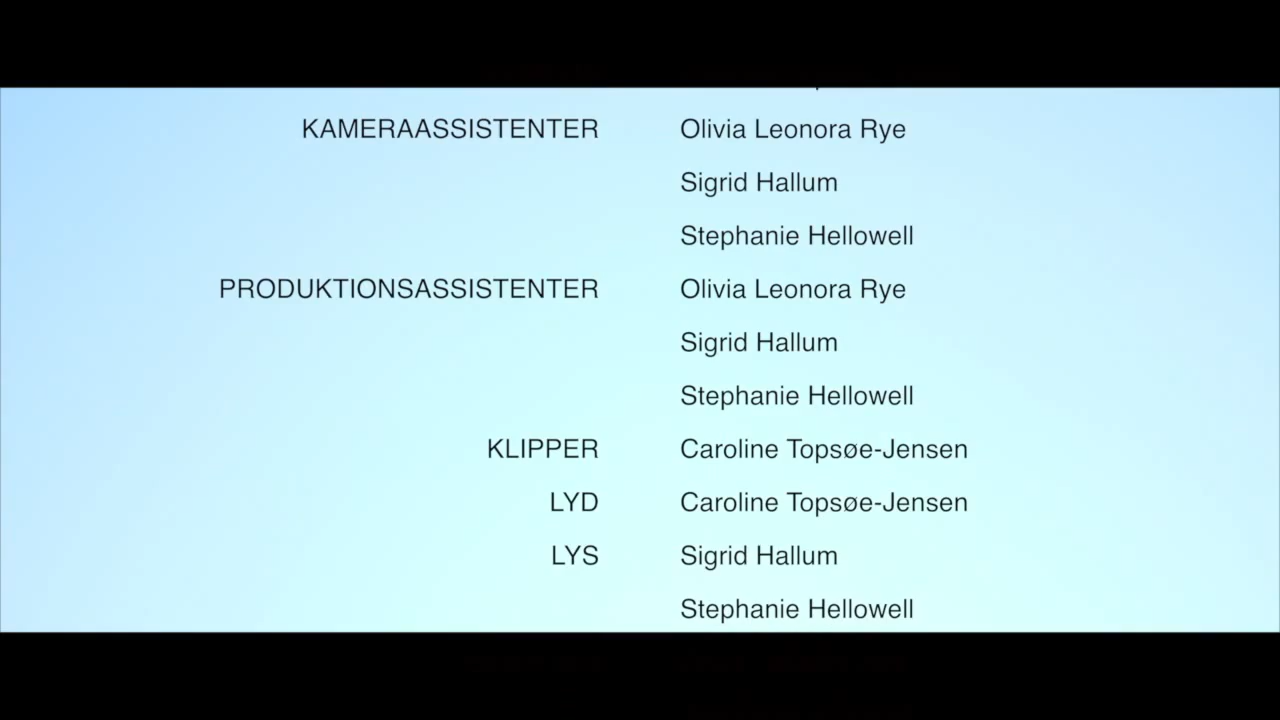 KAMERAASSISTENTER Olivia Leonora Rye
Sigrid Hallum
Stephanie Hellowell
PRODUKTIONSASSISTENTER Olivia Leonora Rye
Sigrid Hallum
Stephanie Hellowell
KLIPPER Caroline Topsøe-Jensen
LYD Caroline Topsøe-Jensen
LYS Sigrid Hallum
Stephanie Hellowell